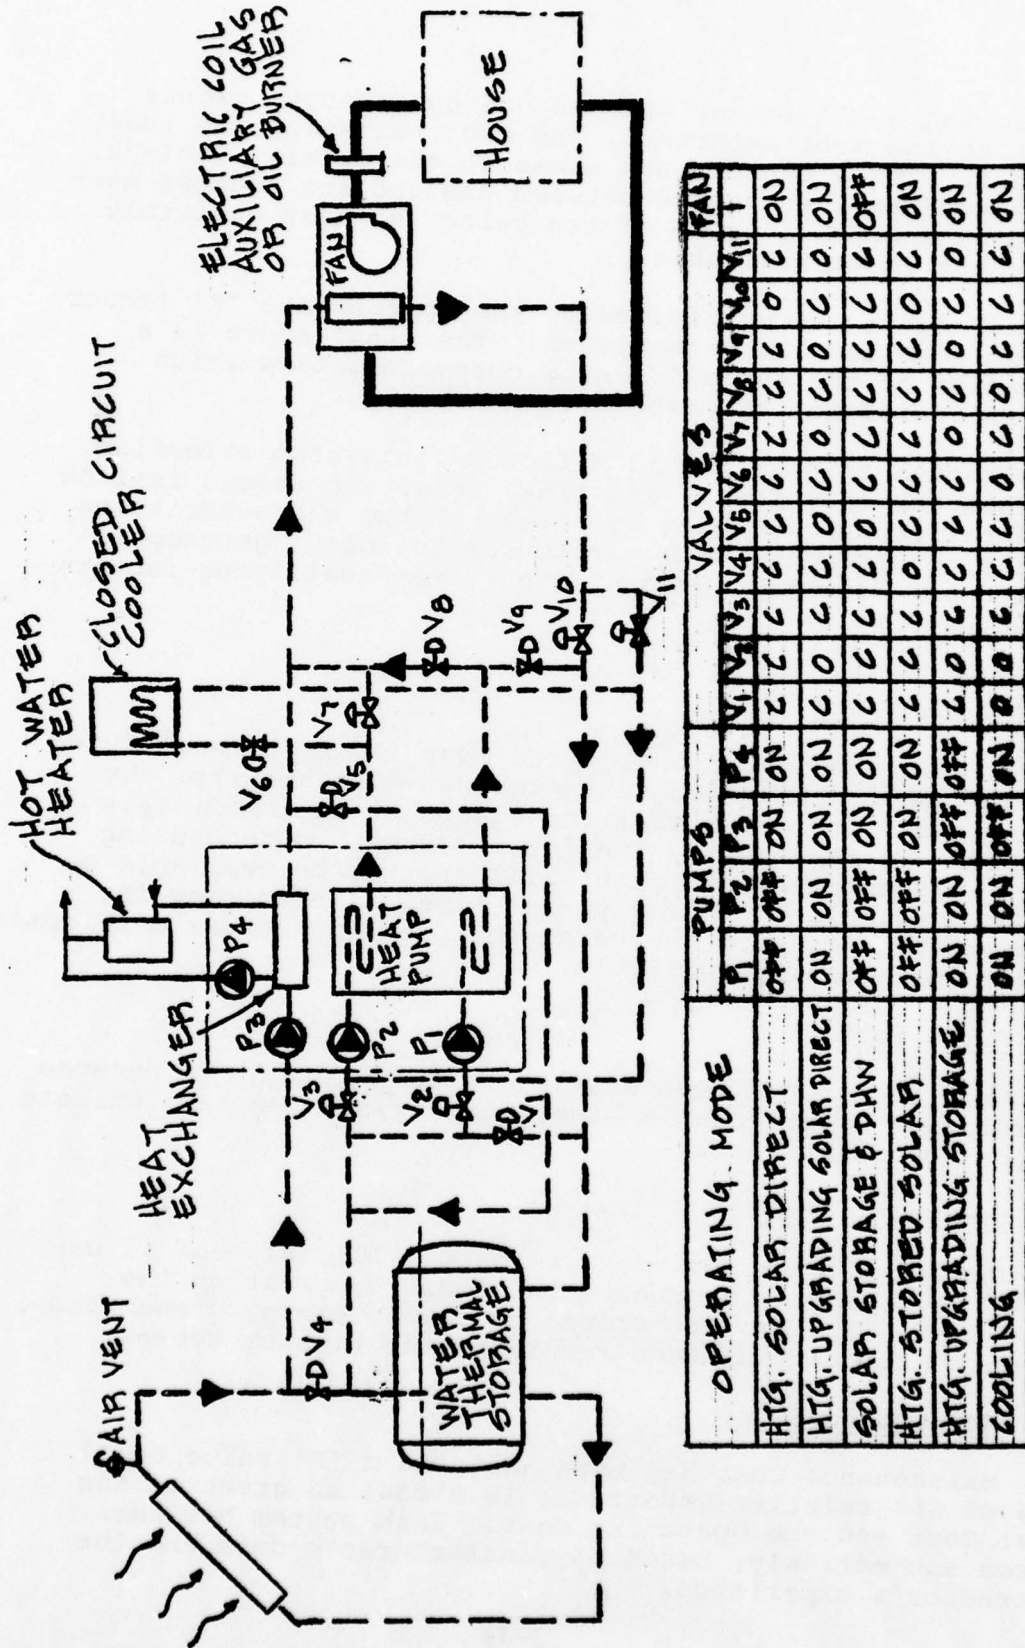 AIR VENT
HEAT
EXCHANGER
HOT WATER
HEATER
CLOSED CIRCUIT
COOLER
ELECTRIC COIL
AUXILIARY GAS
OR OIL BURNER
FAN 1
HOUSE
P4
P3
P2
P1
HEAT
PUMP
V4
V3
V2
V1
V6
V5
V7
V8
V9
V10
V11
WATER
THERMAL
STORAGE
OPERATING MODE PUMPS VALVES FAN
P1 P2 P3 P4 V1 V2 V3 V4 V5 V6 V7 V8 V9 V10 V11 1
HTG. SOLAR DIRECT OFF OFF ON ON C C C C C C C C C O C ON
HTG. UPGRADING SOLAR DIRECT ON ON ON ON C O C C O C O C O C O ON
SOLAR STORAGE & DHW OFF OFF ON ON C C C C O C C C C C C OFF
HTG. STORED SOLAR OFF OFF ON ON C C C O C C C C C O C ON
HTG. UPGRADING STORAGE ON ON OFF OFF C O C C C C O C O C O ON
COOLING ON ON OFF ON O O O C C O C O C C C ON